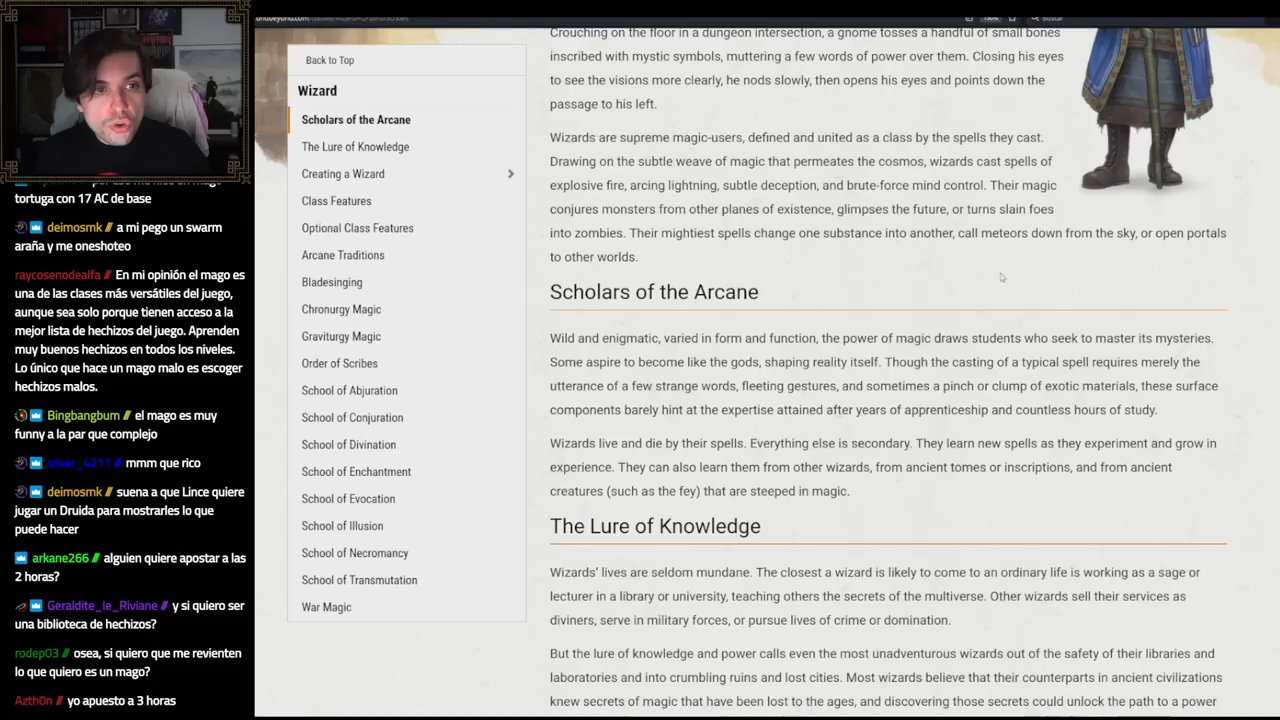 Crouching on the floor in a dungeon intersection, a gnome tosses a handful of small bones
inscribed with mystic symbols, muttering a few words of power over them. Closing his eyes
to see the visions more clearly, he nods slowly, then opens his eyes and points down the
passage to his left.
Wizards are supreme magic-users, defined and united as a class by the spells they cast.
Drawing on the subtle weave of magic that permeates the cosmos, wizards cast spells of
explosive fire, arcing lightning, subtle deception, and brute-force mind control. Their magic
conjures monsters from other planes of existence, glimpses the future, or turns slain foes
into zombies. Their mightiest spells change one substance into another, call meteors down from the sky, or open portals
to other worlds.
Scholars of the Arcane
Wild and enigmatic, varied in form and function, the power of magic draws students who seek to master its mysteries.
Some aspire to become like the gods, shaping reality itself. Though the casting of a typical spell requires merely the
utterance of a few strange words, fleeting gestures, and sometimes a pinch or clump of exotic materials, these surface
components barely hint at the expertise attained after years of apprenticeship and countless hours of study.
Wizards live and die by their spells. Everything else is secondary. They learn new spells as they experiment and grow in
experience. They can also learn them from other wizards, from ancient tomes or inscriptions, and from ancient
creatures (such as the fey) that are steeped in magic.
The Lure of Knowledge
Wizards' lives are seldom mundane. The closest a wizard is likely to come to an ordinary life is working as a sage or
lecturer in a library or university, teaching others the secrets of the multiverse. Other wizards sell their services as
diviners, serve in military forces, or pursue lives of crime or domination.
But the lure of knowledge and power calls even the most unadventurous wizards out of the safety of their libraries and
laboratories and into crumbling ruins and lost cities. Most wizards believe that their counterparts in ancient civilizations
knew secrets of magic that have been lost to the ages, and discovering those secrets could unlock the path to a power
Back to Top
Wizard
Scholars of the Arcane
The Lure of Knowledge
Creating a Wizard
Class Features
Optional Class Features
Arcane Traditions
Bladesinging
Chronurgy Magic
Graviturgy Magic
Order of Scribes
School of Abjuration
School of Conjuration
School of Divination
School of Enchantment
School of Evocation
School of Illusion
School of Necromancy
School of Transmutation
War Magic
tortuga con 17 AC de base
deimosmk // a mi pego un swarm
araña y me oneshoteo
raycosenodealfa // En mi opinión el mago es
una de las clases más versátiles del juego,
aunque sea solo porque tienen acceso a la
mejor lista de hechizos del juego. Aprenden
muy buenos hechizos en todos los niveles.
Lo único que hace un mago malo es escoger
hechizos malos.
Bingbangbum // el mago es muy
funny a la par que complejo
silver_4211 // mmm que rico
deimosmk // suena a que Lince quiere
jugar un Druida para mostrarles lo que
puede hacer
arkane266 // alguien quiere apostar a las
2 horas?
Geraldite_le_Riviane // y si quiero ser
una biblioteca de hechizos?
rodep03 // osea, si quiero que me revienten
lo que quiero es un mago?
Azth0n // yo apuesto a 3 horas